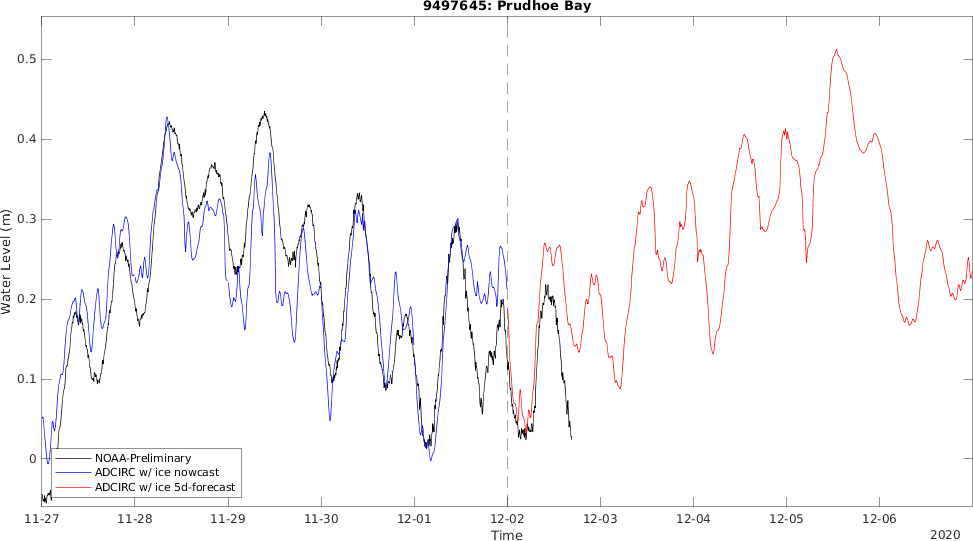 9497645: Prudhoe Bay
Water Level (m)
0.5
0.4
0.3
0.2
0.1
0
NOAA-Preliminary
ADCIRC w/ ice nowcast
ADCIRC w/ ice 5d-forecast
11-27 11-28 11-29 11-30 12-01 12-02 12-03 12-04 12-05 12-06
Time
2020